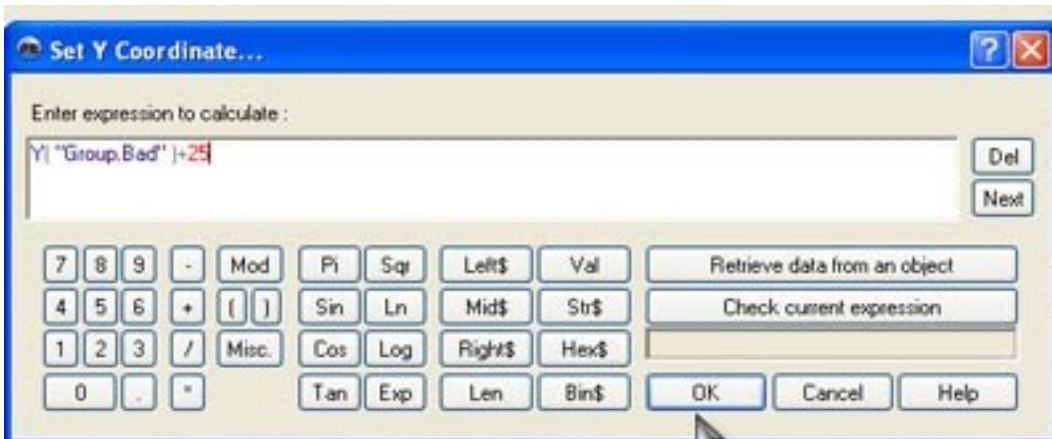 Set Y Coordinate...
Enter expression to calculate :
Y( "Group.Bad" )+25
Del
Next
7 8 9 - Mod Pi Sqr Left$ Val Retrieve data from an object
4 5 6 + ( ) Sin Ln Mid$ Str$ Check current expression
1 2 3 / Misc. Cos Log Right$ Hex$
0 . * Tan Exp Len Bin$ OK Cancel Help